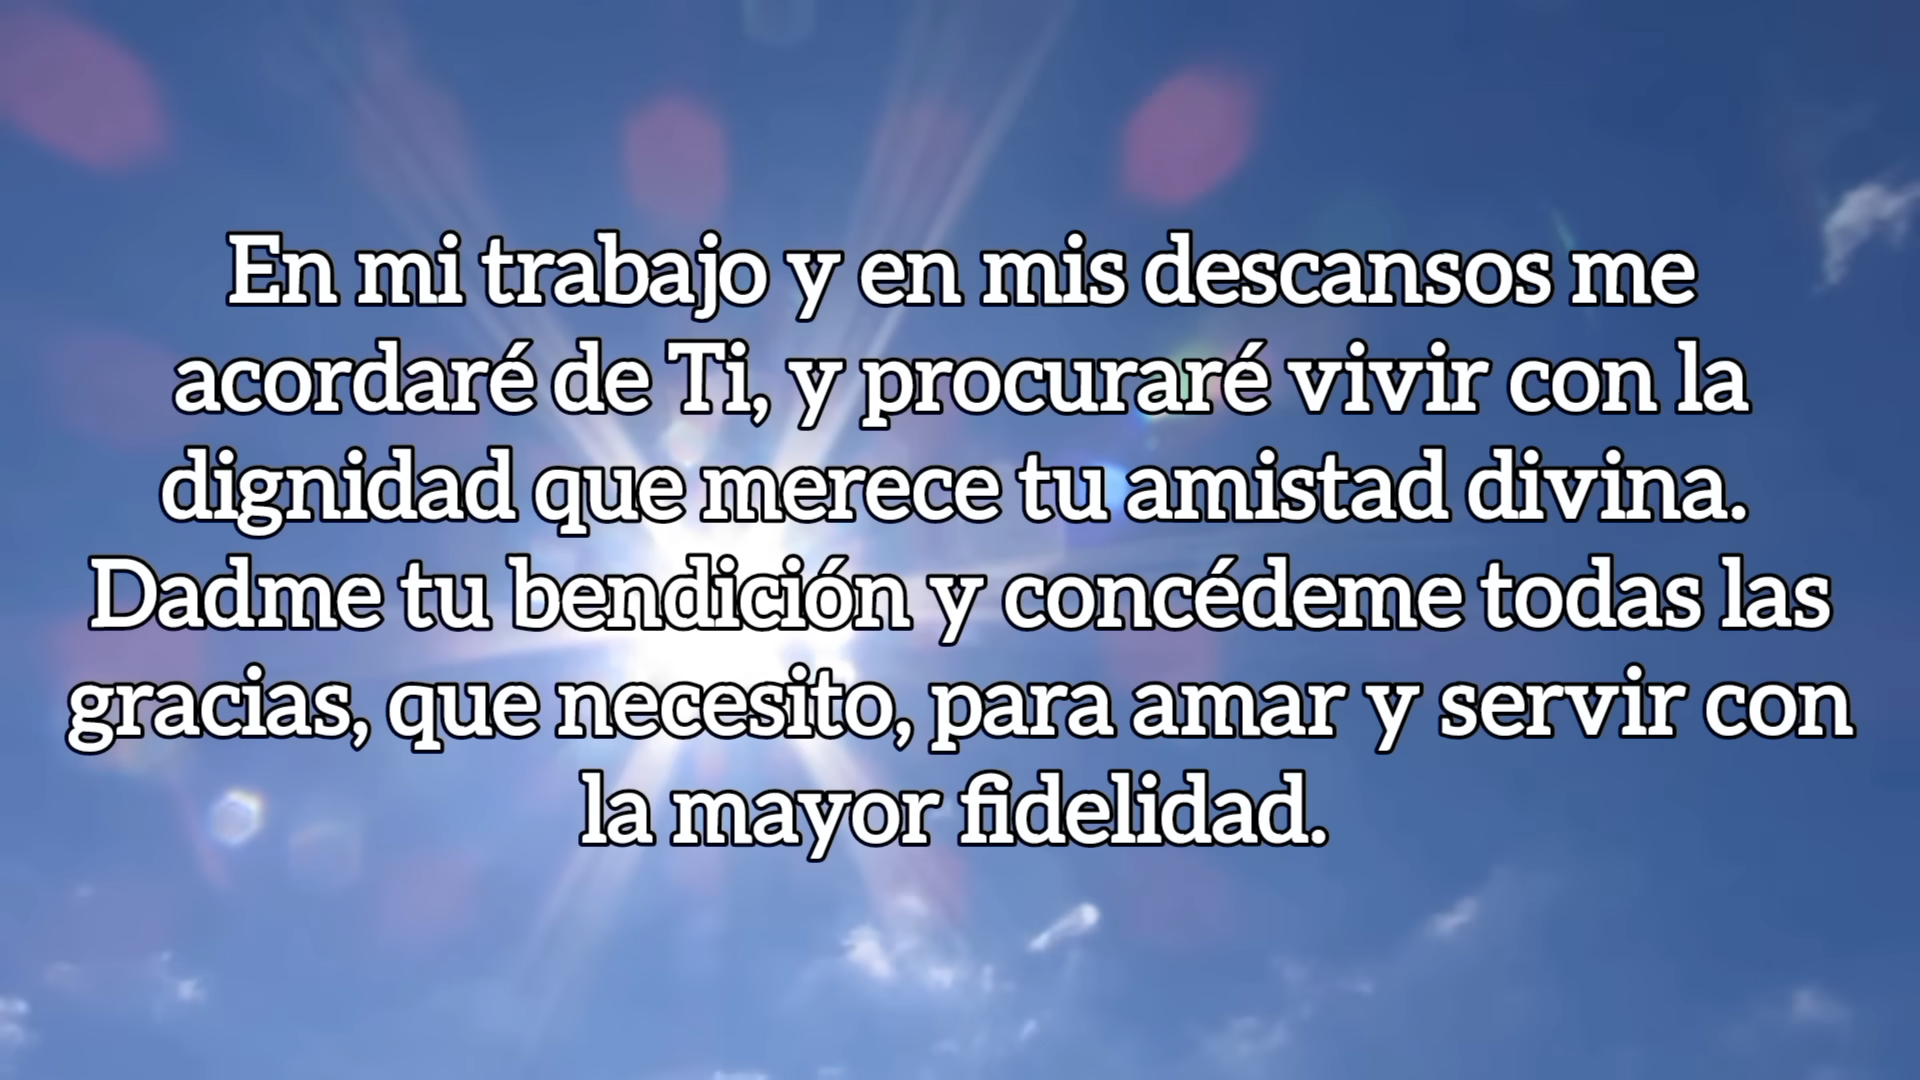 En mi trabajo y en mis descansos me
acordaré de Ti, y procuraré vivir con la
dignidad que merece tu amistad divina.
Dadme tu bendición y concédeme todas las
gracias, que necesito, para amar y servir con
la mayor fidelidad.